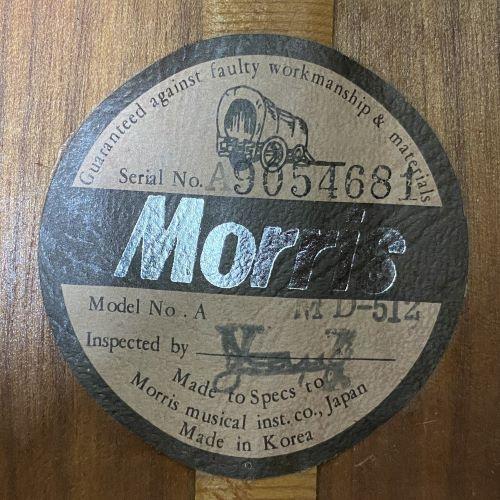 Guaranteed against faulty workmanship & materials
Serial No. A9054681
Morris
Model No. A MD-512
Inspected by
Made to Specs to
Morris musical inst. co., Japan
Made in Korea